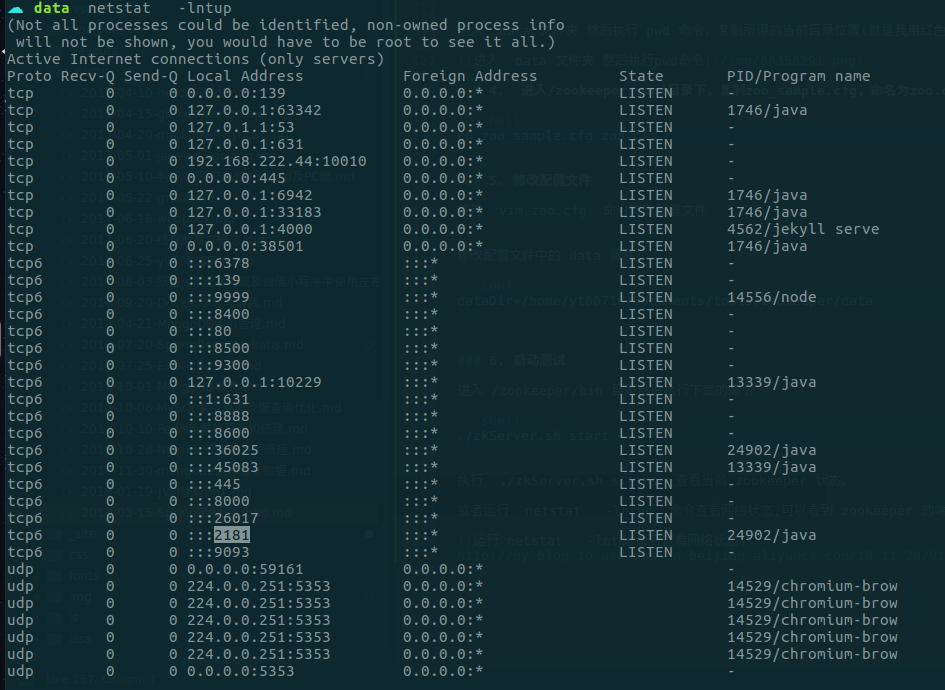 data netstat -lntup
(Not all processes could be identified, non-owned process info
will not be shown, you would have to be root to see it all.)
Active Internet connections (only servers)
Proto Recv-Q Send-Q Local Address Foreign Address State PID/Program name
tcp 0 0 0.0.0.0:139 0.0.0.0:* LISTEN -
tcp 0 0 127.0.0.1:63342 0.0.0.0:* LISTEN 1746/java
tcp 0 0 127.0.1.1:53 0.0.0.0:* LISTEN -
tcp 0 0 127.0.0.1:631 0.0.0.0:* LISTEN -
tcp 0 0 192.168.222.44:10010 0.0.0.0:* LISTEN -
tcp 0 0 0.0.0.0:445 0.0.0.0:* LISTEN -
tcp 0 0 127.0.0.1:6942 0.0.0.0:* LISTEN 1746/java
tcp 0 0 127.0.0.1:33183 0.0.0.0:* LISTEN 1746/java
tcp 0 0 127.0.0.1:4000 0.0.0.0:* LISTEN 4562/jekyll serve
tcp 0 0 0.0.0.0:38501 0.0.0.0:* LISTEN 1746/java
tcp6 0 0 :::6378 :::* LISTEN -
tcp6 0 0 :::139 :::* LISTEN -
tcp6 0 0 :::9999 :::* LISTEN 14556/node
tcp6 0 0 :::8400 :::* LISTEN -
tcp6 0 0 :::80 :::* LISTEN -
tcp6 0 0 :::8500 :::* LISTEN -
tcp6 0 0 :::9300 :::* LISTEN -
tcp6 0 0 127.0.0.1:10229 :::* LISTEN 13339/java
tcp6 0 0 ::1:631 :::* LISTEN -
tcp6 0 0 :::8888 :::* LISTEN -
tcp6 0 0 :::8600 :::* LISTEN -
tcp6 0 0 :::36025 :::* LISTEN 24902/java
tcp6 0 0 :::45083 :::* LISTEN 13339/java
tcp6 0 0 :::445 :::* LISTEN -
tcp6 0 0 :::8000 :::* LISTEN -
tcp6 0 0 :::26017 :::* LISTEN -
tcp6 0 0 :::2181 :::* LISTEN 24902/java
tcp6 0 0 :::9093 :::* LISTEN -
udp 0 0 0.0.0.0:59161 0.0.0.0:* -
udp 0 0 224.0.0.251:5353 0.0.0.0:* 14529/chromium-brow
udp 0 0 224.0.0.251:5353 0.0.0.0:* 14529/chromium-brow
udp 0 0 224.0.0.251:5353 0.0.0.0:* 14529/chromium-brow
udp 0 0 224.0.0.251:5353 0.0.0.0:* 14529/chromium-brow
udp 0 0 224.0.0.251:5353 0.0.0.0:* 14529/chromium-brow
udp 0 0 0.0.0.0:5353 0.0.0.0:* -